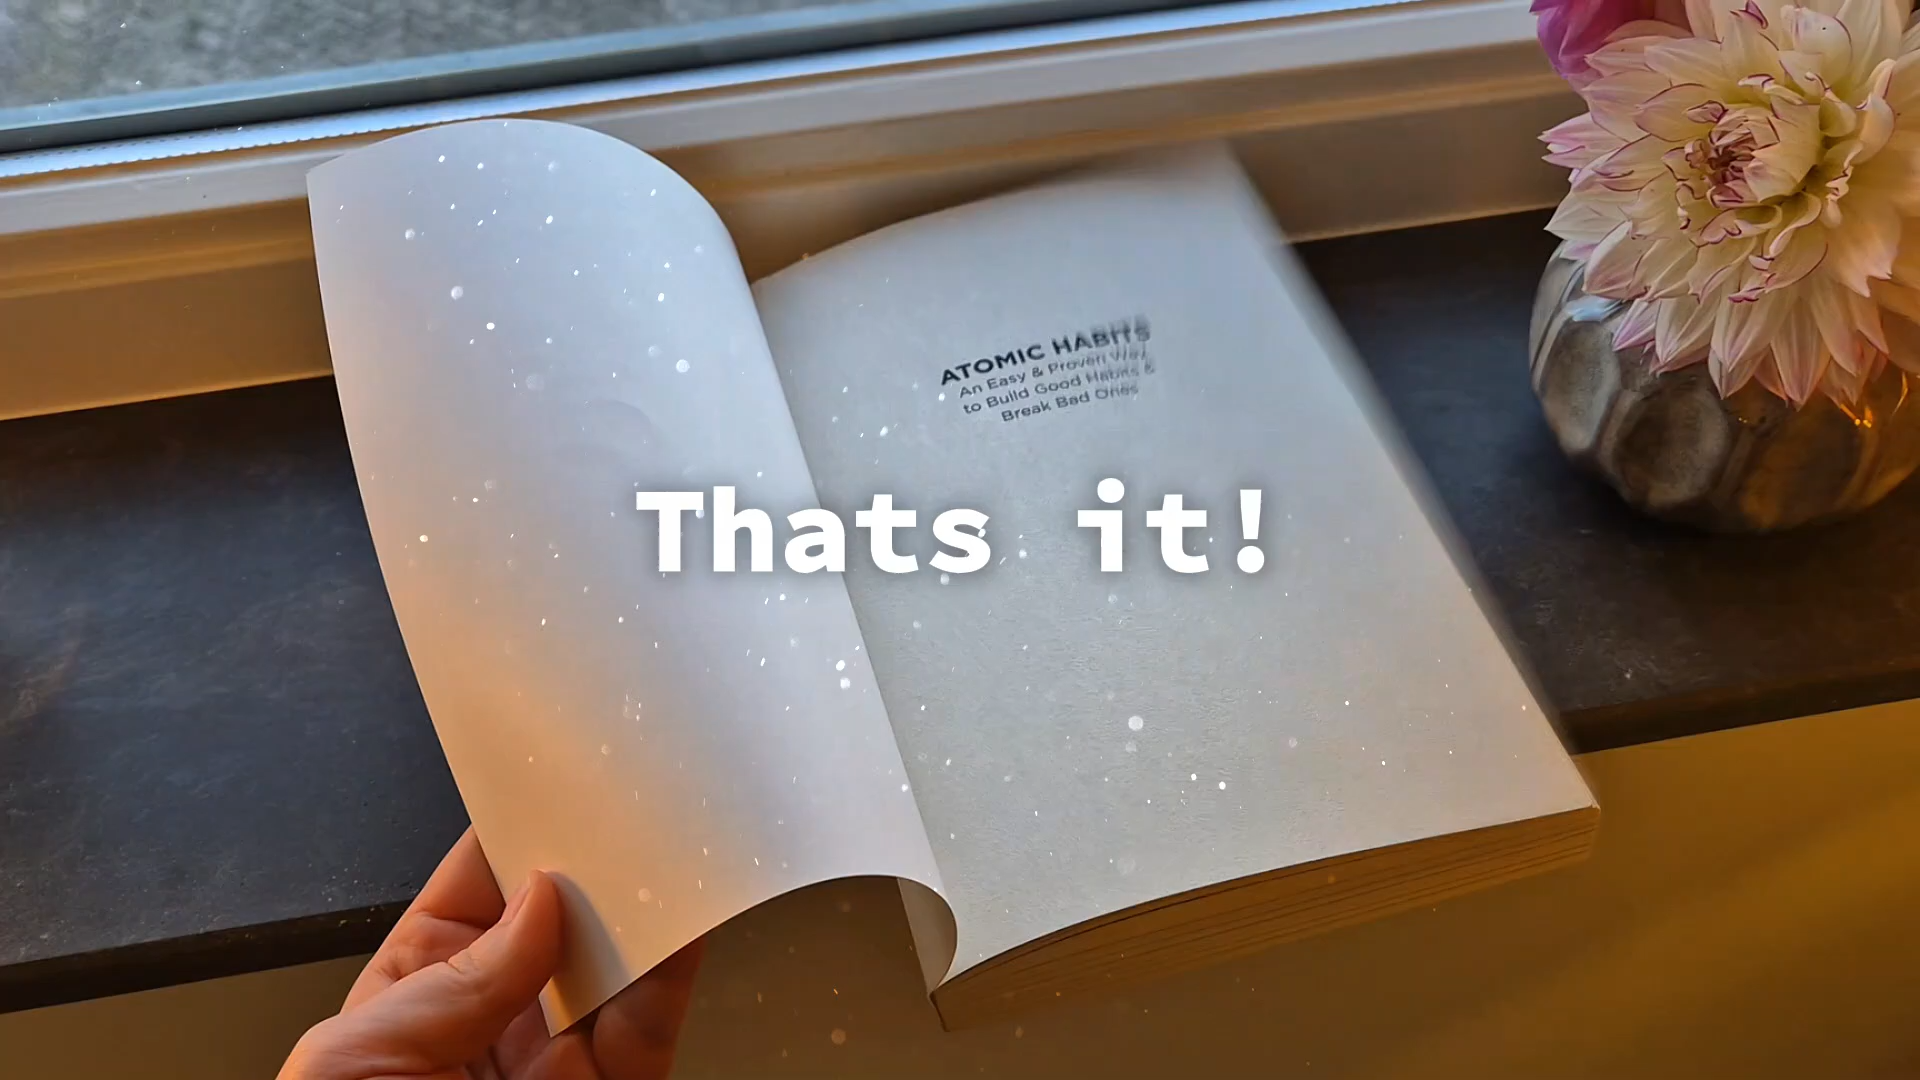 ATOMIC HABITS
An Easy & Proven Way
to Build Good Habits &
Break Bad Ones
Thats it!